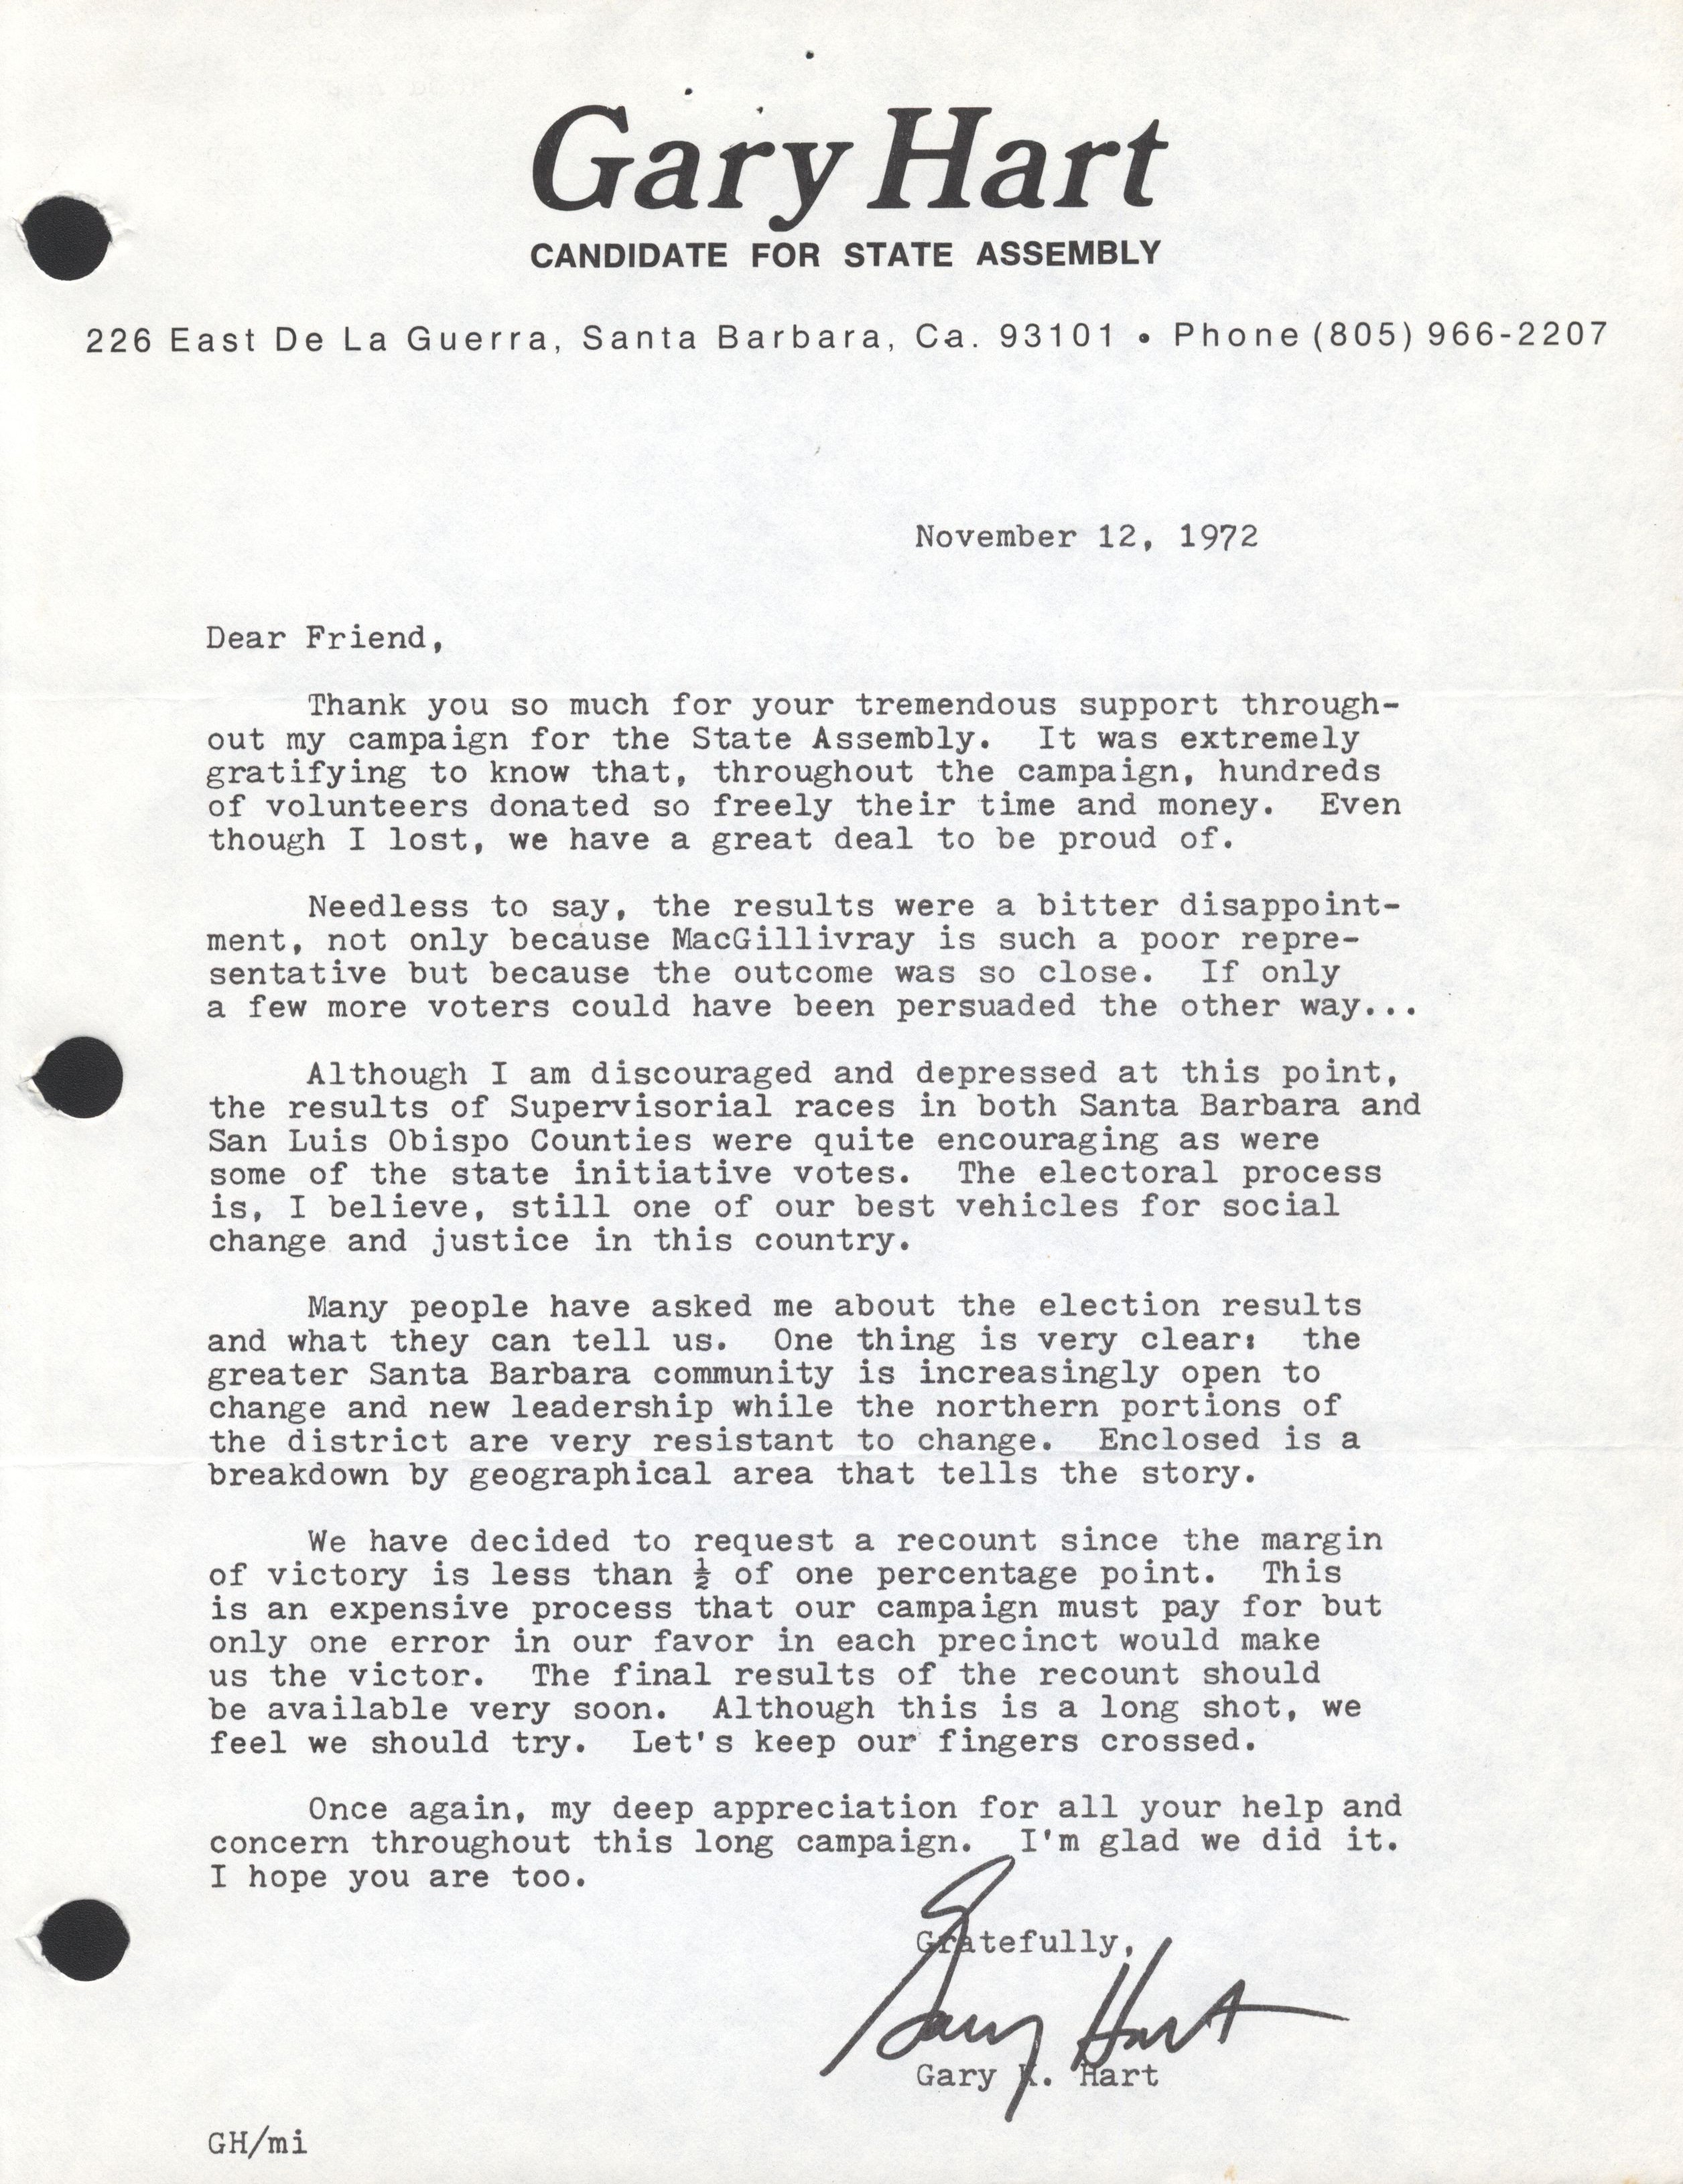 Gary Hart
CANDIDATE FOR STATE ASSEMBLY
226 East De La Guerra, Santa Barbara, Ca. 93101 • Phone (805) 966-2207
November 12, 1972
Dear Friend,
Thank you so much for your tremendous support through-
out my campaign for the State Assembly. It was extremely
gratifying to know that, throughout the campaign, hundreds
of volunteers donated so freely their time and money. Even
though I lost, we have a great deal to be proud of.
Needless to say, the results were a bitter disappoint-
ment, not only because MacGillivray is such a poor repre-
sentative but because the outcome was so close. If only
a few more voters could have been persuaded the other way...
Although I am discouraged and depressed at this point,
the results of Supervisorial races in both Santa Barbara and
San Luis Obispo Counties were quite encouraging as were
some of the state initiative votes. The electoral process
is, I believe, still one of our best vehicles for social
change and justice in this country.
Many people have asked me about the election results
and what they can tell us. One thing is very clear: the
greater Santa Barbara community is increasingly open to
change and new leadership while the northern portions of
the district are very resistant to change. Enclosed is a
breakdown by geographical area that tells the story.
We have decided to request a recount since the margin
of victory is less than ½ of one percentage point. This
is an expensive process that our campaign must pay for but
only one error in our favor in each precinct would make
us the victor. The final results of the recount should
be available very soon. Although this is a long shot, we
feel we should try. Let's keep our fingers crossed.
Once again, my deep appreciation for all your help and
concern throughout this long campaign. I'm glad we did it.
I hope you are too.
Gratefully,
Gary Hart
Gary K. Hart
GH/mi